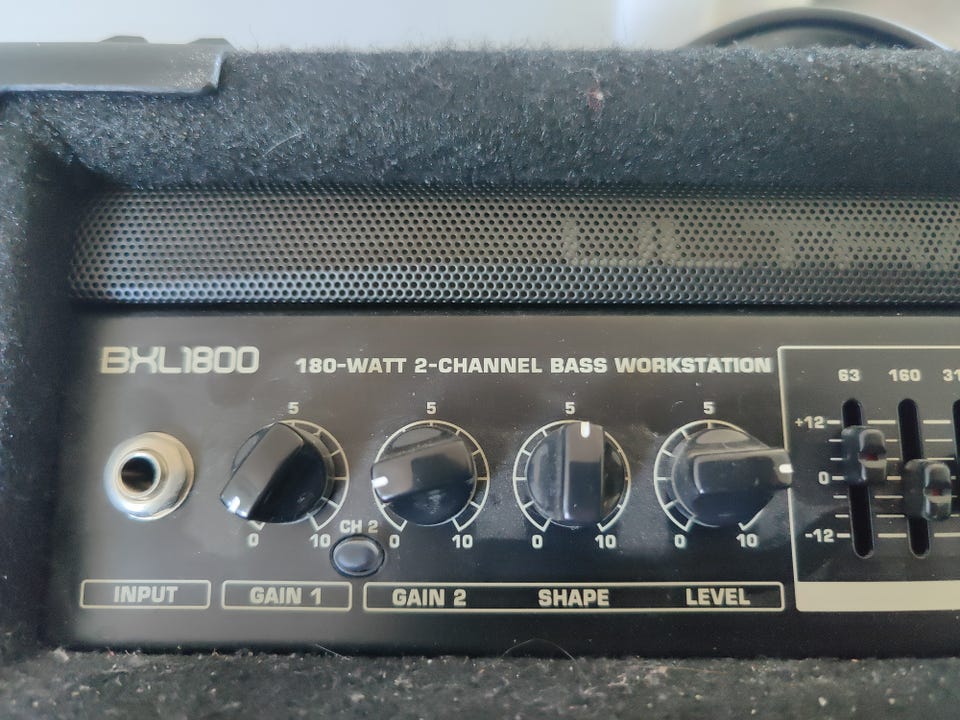 BXL1800 180-WATT 2-CHANNEL BASS WORKSTATION
63 160
5 5 5 5
+12
0
-12
0 10 0 10 0 10 0 10
CH 2
INPUT GAIN 1 GAIN 2 SHAPE LEVEL